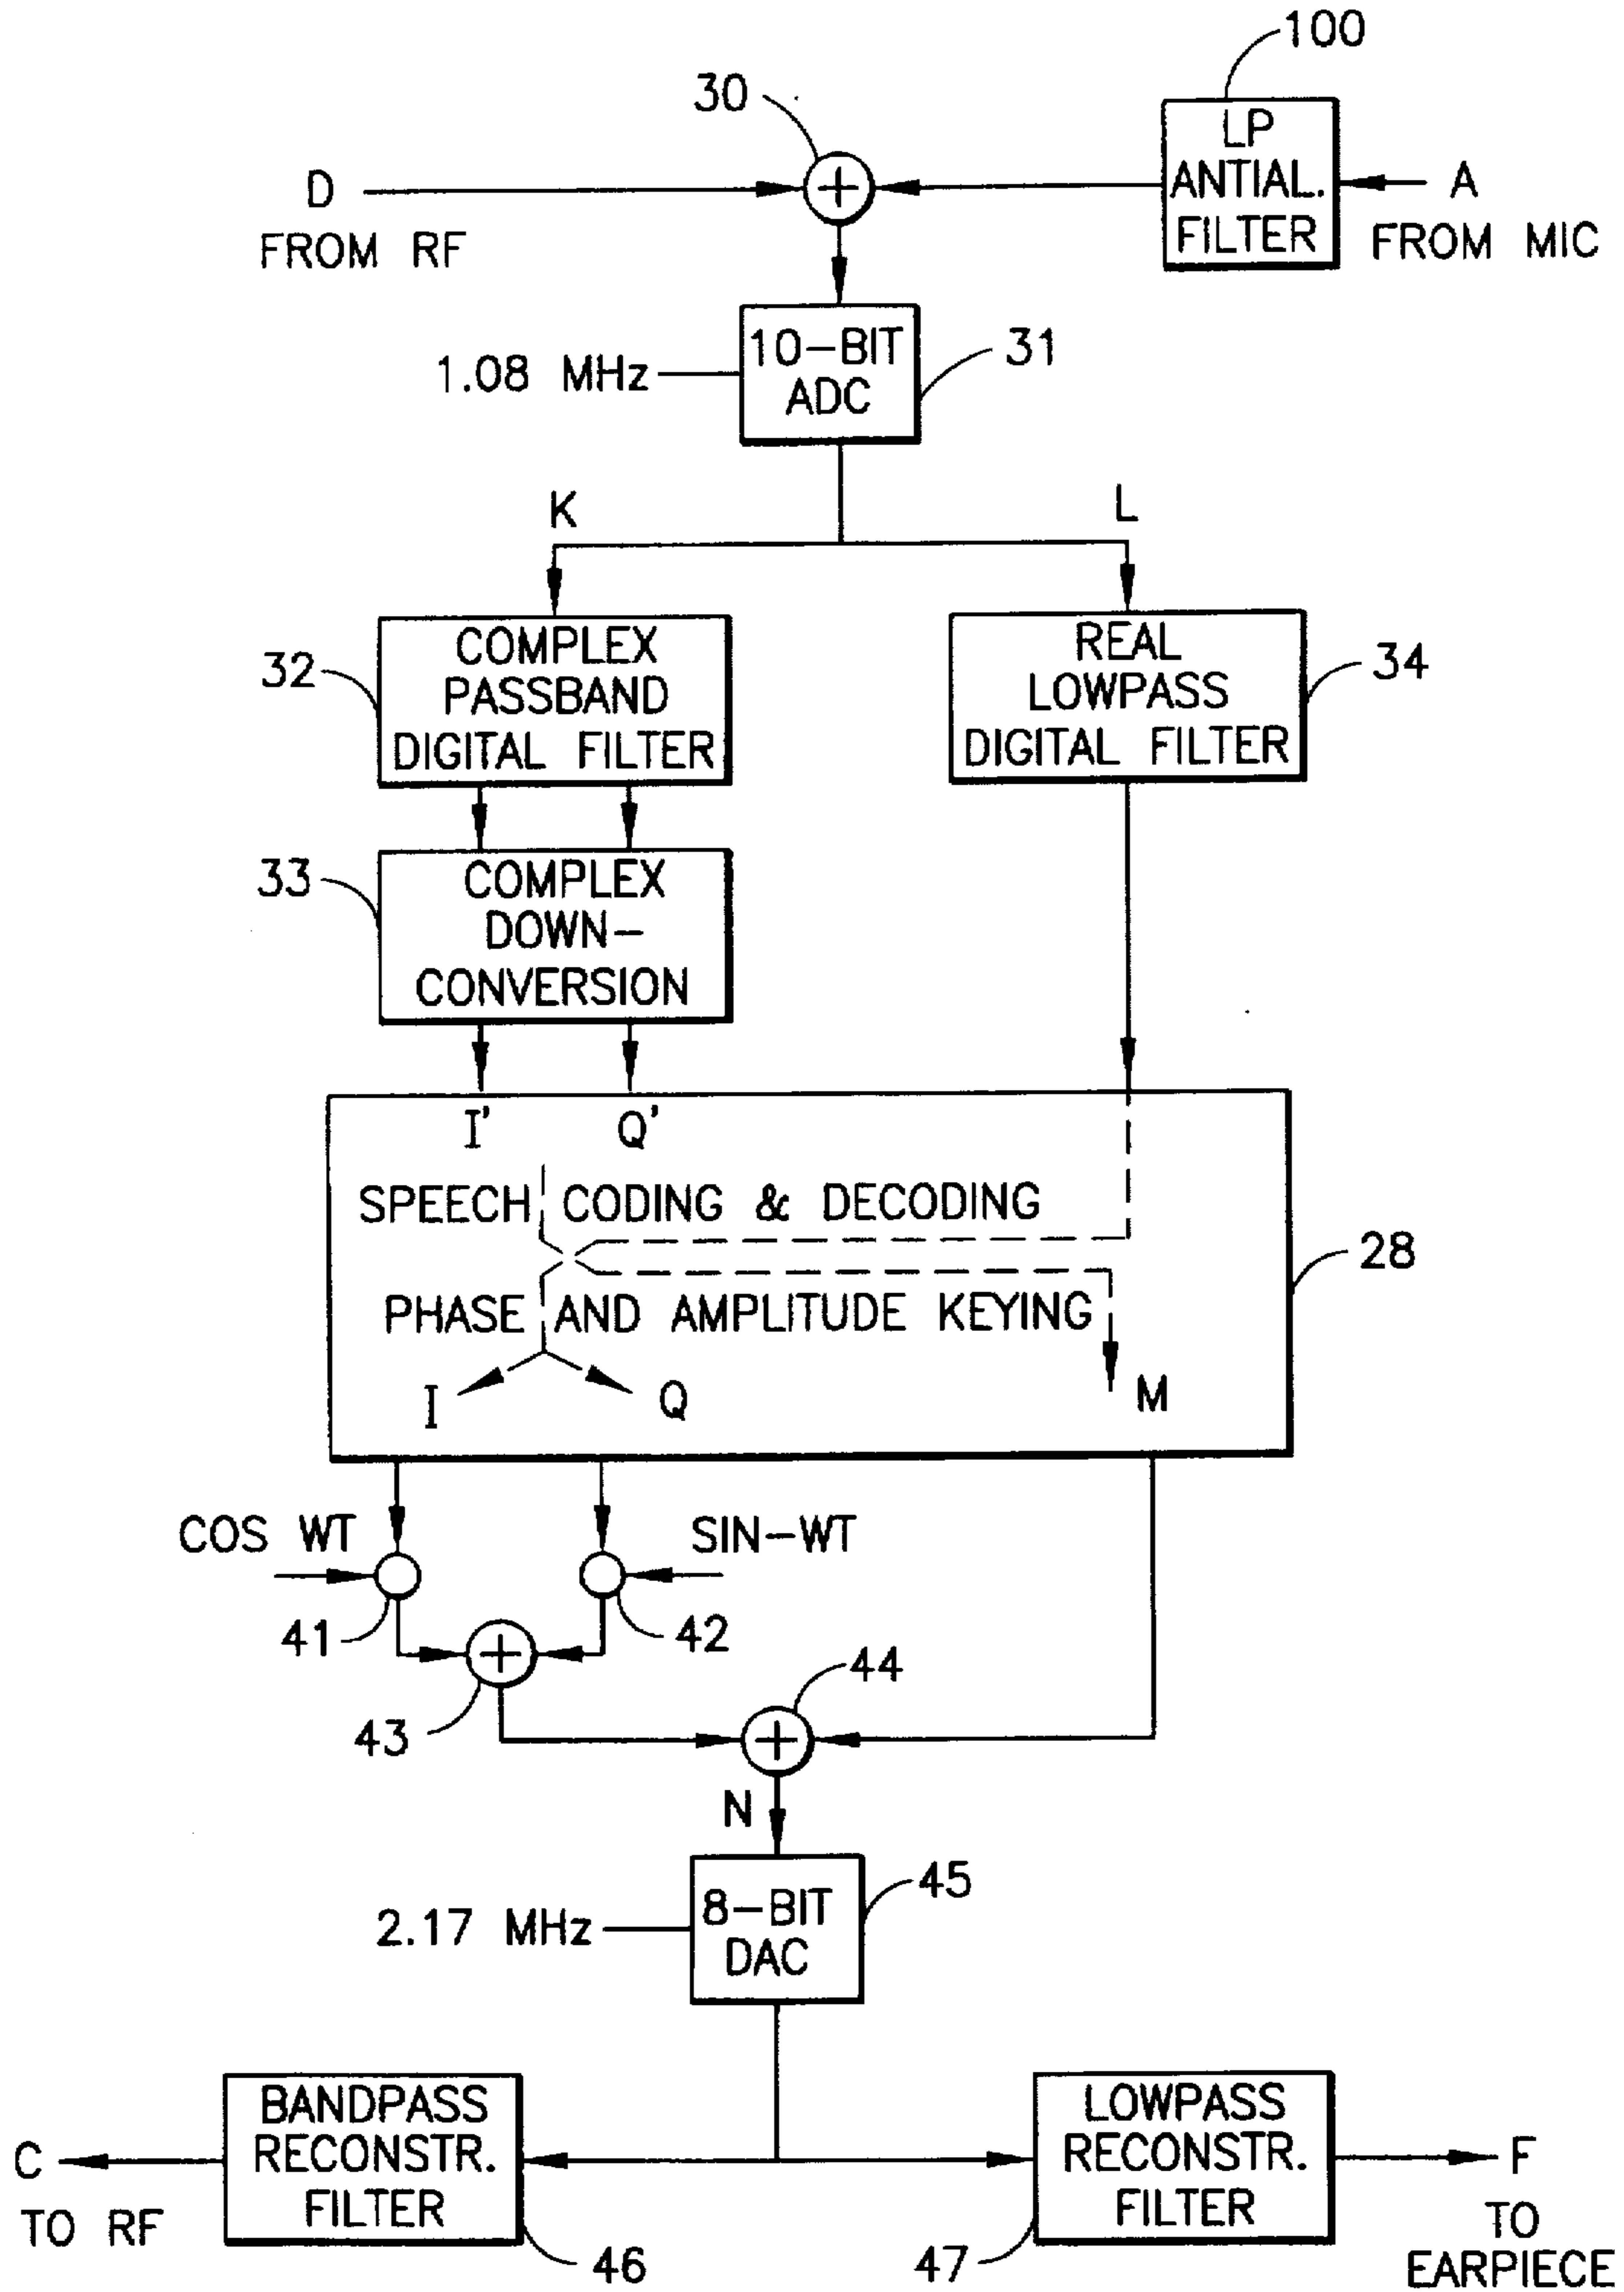 100
30
LP
ANTIAL.
FILTER
D
FROM RF
+
A
FROM MIC
10-BIT
ADC
31
1.08 MHz
K
L
COMPLEX
PASSBAND
DIGITAL FILTER
32
REAL
LOWPASS
DIGITAL FILTER
34
COMPLEX
DOWN-
CONVERSION
33
I'
Q'
SPEECH CODING & DECODING
28
PHASE AND AMPLITUDE KEYING
I
Q
M
COS WT
SIN-WT
41
42
+
43
44
+
N
8-BIT
DAC
45
2.17 MHz
BANDPASS
RECONSTR.
FILTER
LOWPASS
RECONSTR.
FILTER
C
TO RF
F
TO
EARPIECE
46
47